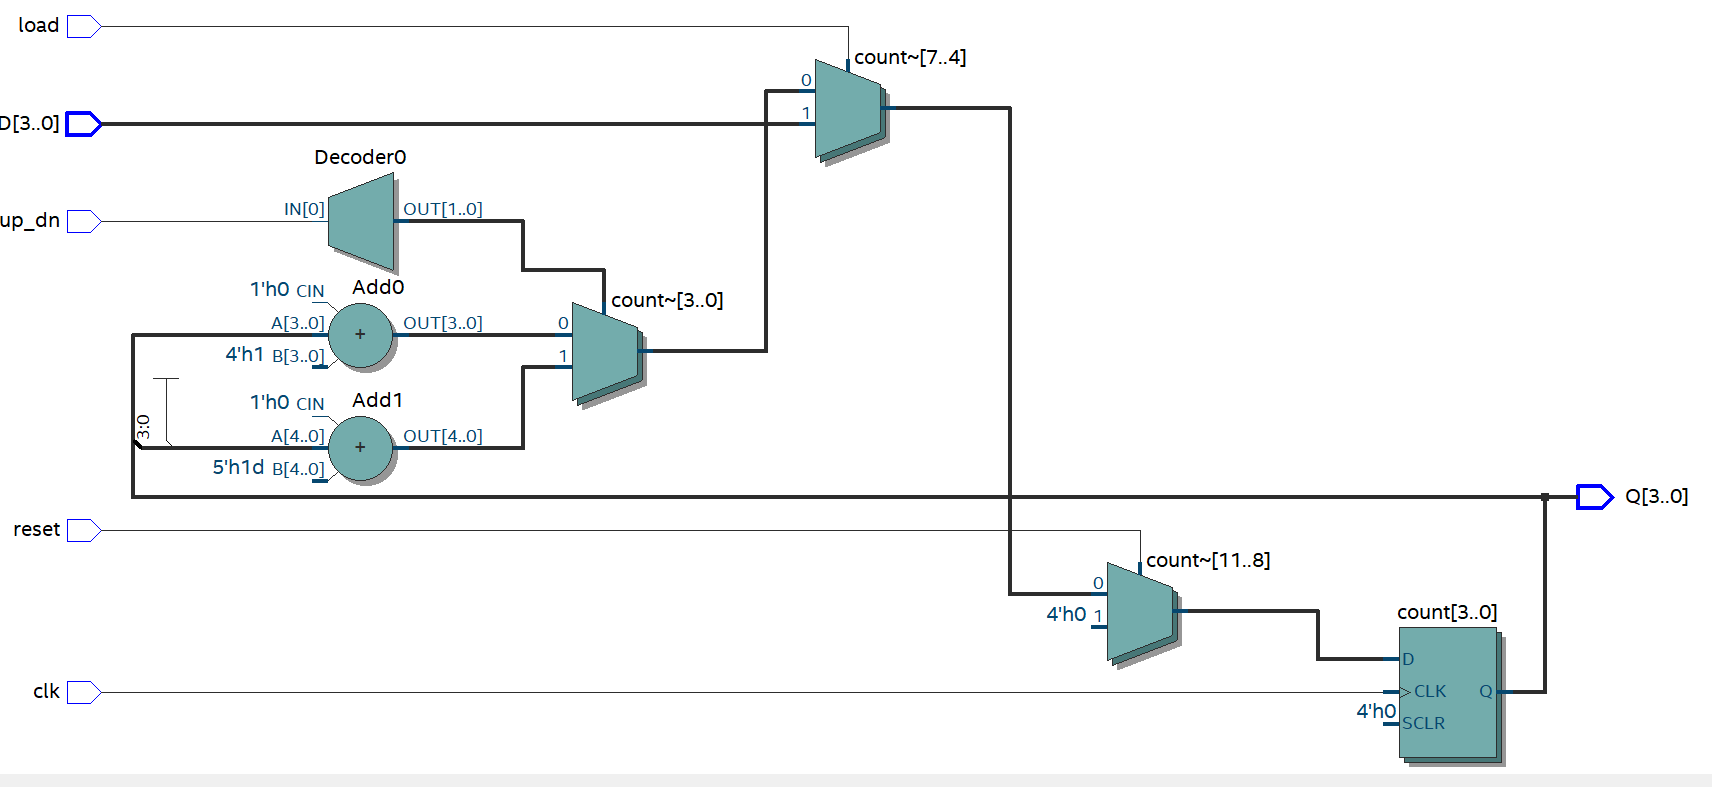 load
count~[7..4]
0
D[3..0]
1
Decoder0
up_dn
IN[0]
OUT[1..0]
1'h0
CIN
Add0
count~[3..0]
A[3..0]
+
OUT[3..0]
0
4'h1
B[3..0]
1
1'h0
CIN
Add1
3:0
A[4..0]
+
OUT[4..0]
5'h1d
B[4..0]
Q[3..0]
reset
count~[11..8]
0
4'h0
1
count[3..0]
D
clk
CLK
Q
4'h0
SCLR